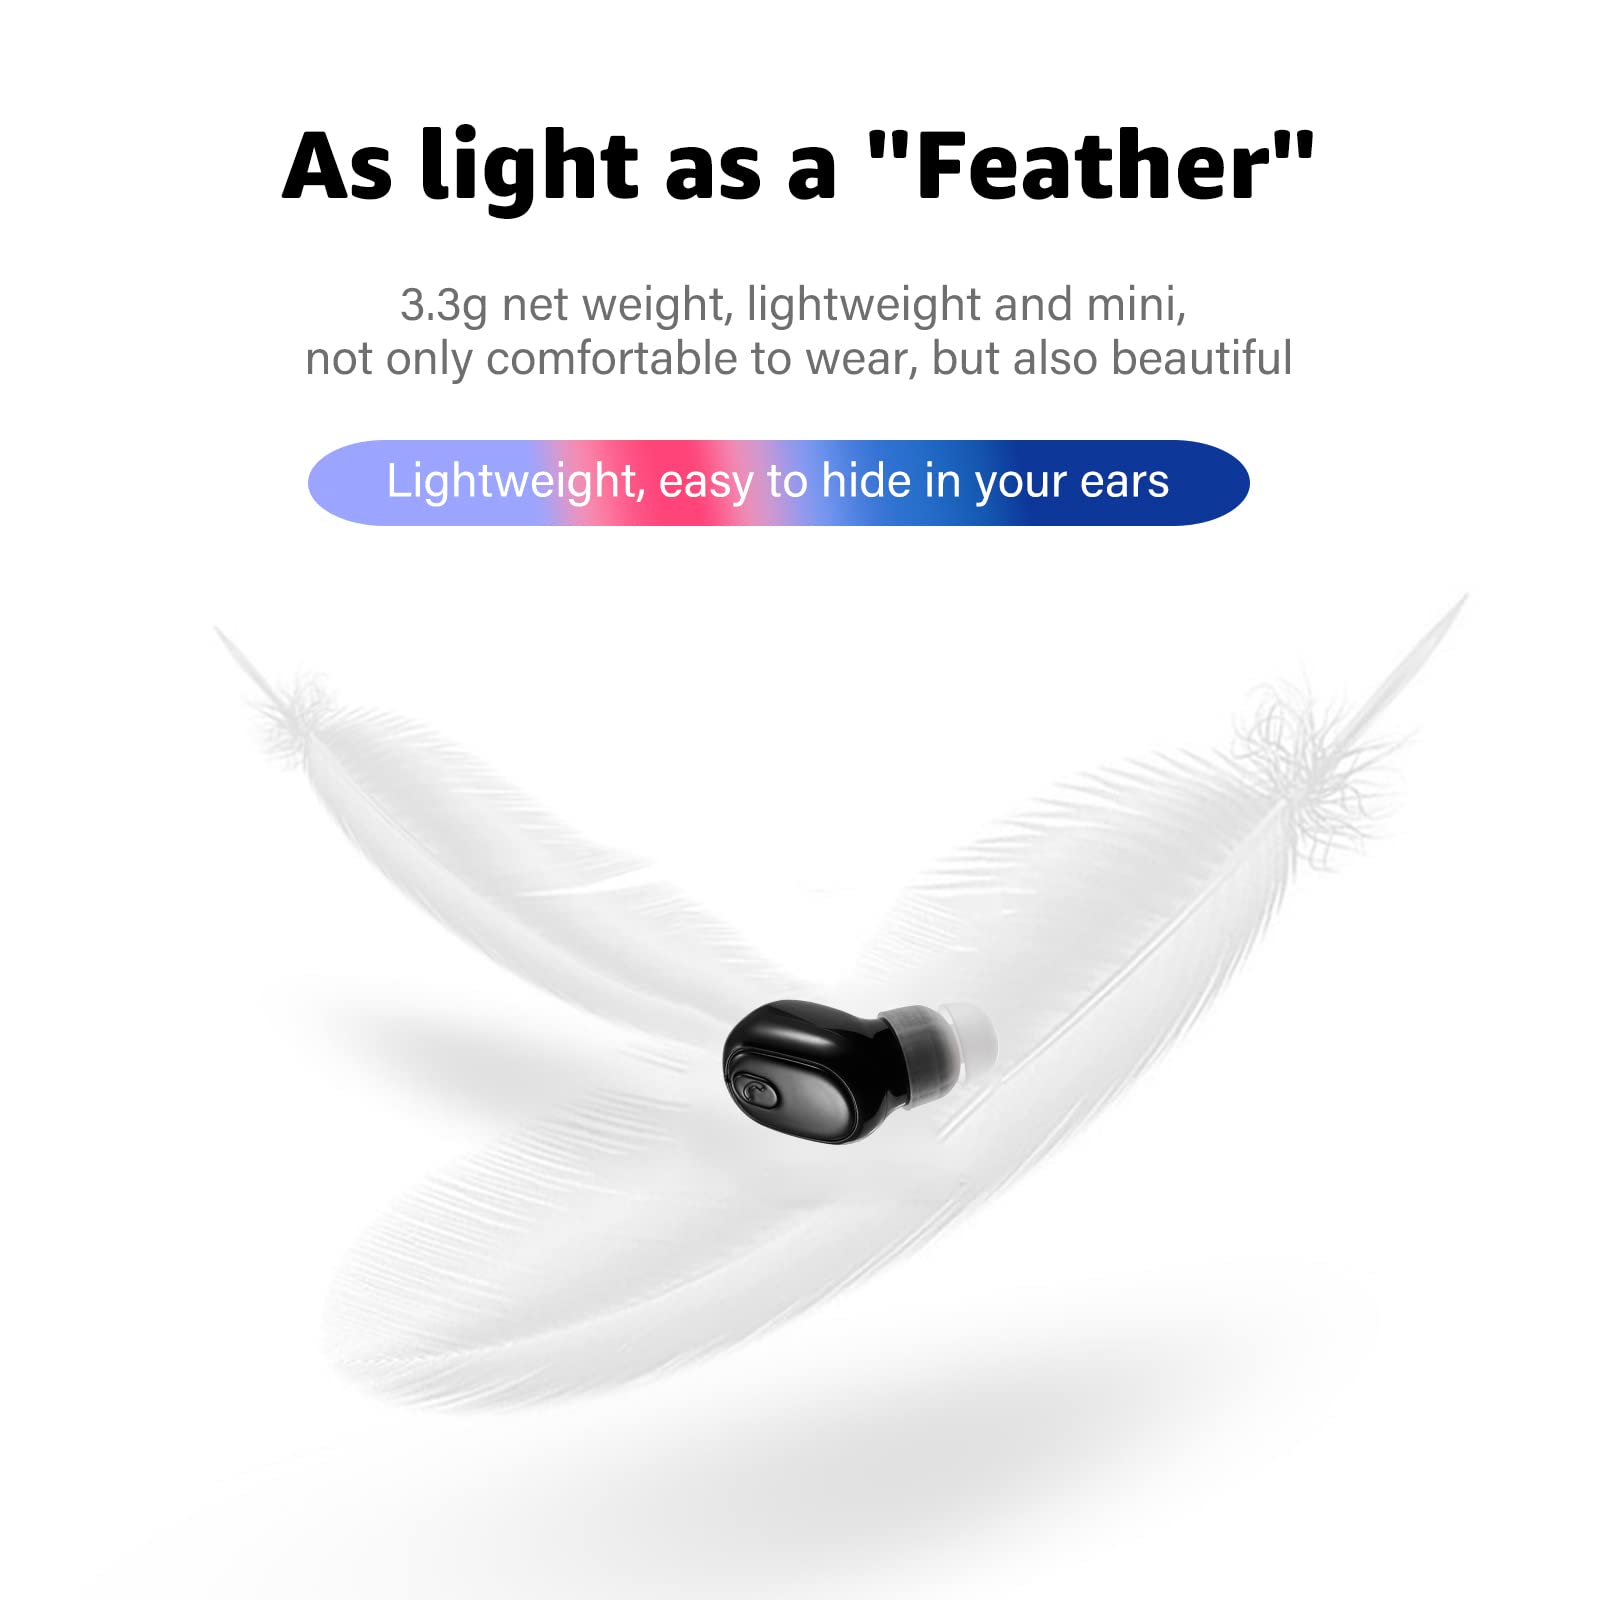 As light as a "Feather"
3.3g net weight, lightweight and mini,
not only comfortable to wear, but also beautiful
Lightweight, easy to hide in your ears